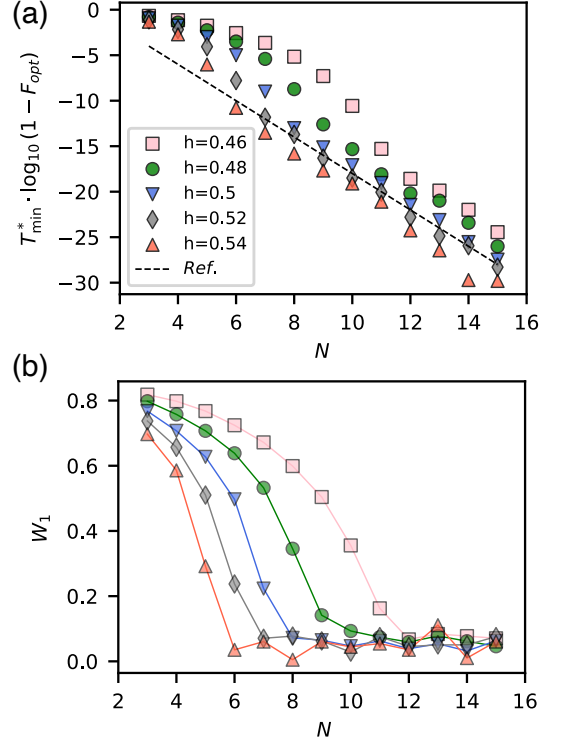 (a)
0
−5
−10
−15
−20
−25
−30
T*min · log10(1 − Fopt)
h=0.46
h=0.48
h=0.5
h=0.52
h=0.54
Ref.
2 4 6 8 10 12 14 16
N
(b)
0.8
0.6
0.4
0.2
0.0
W1
2 4 6 8 10 12 14 16
N